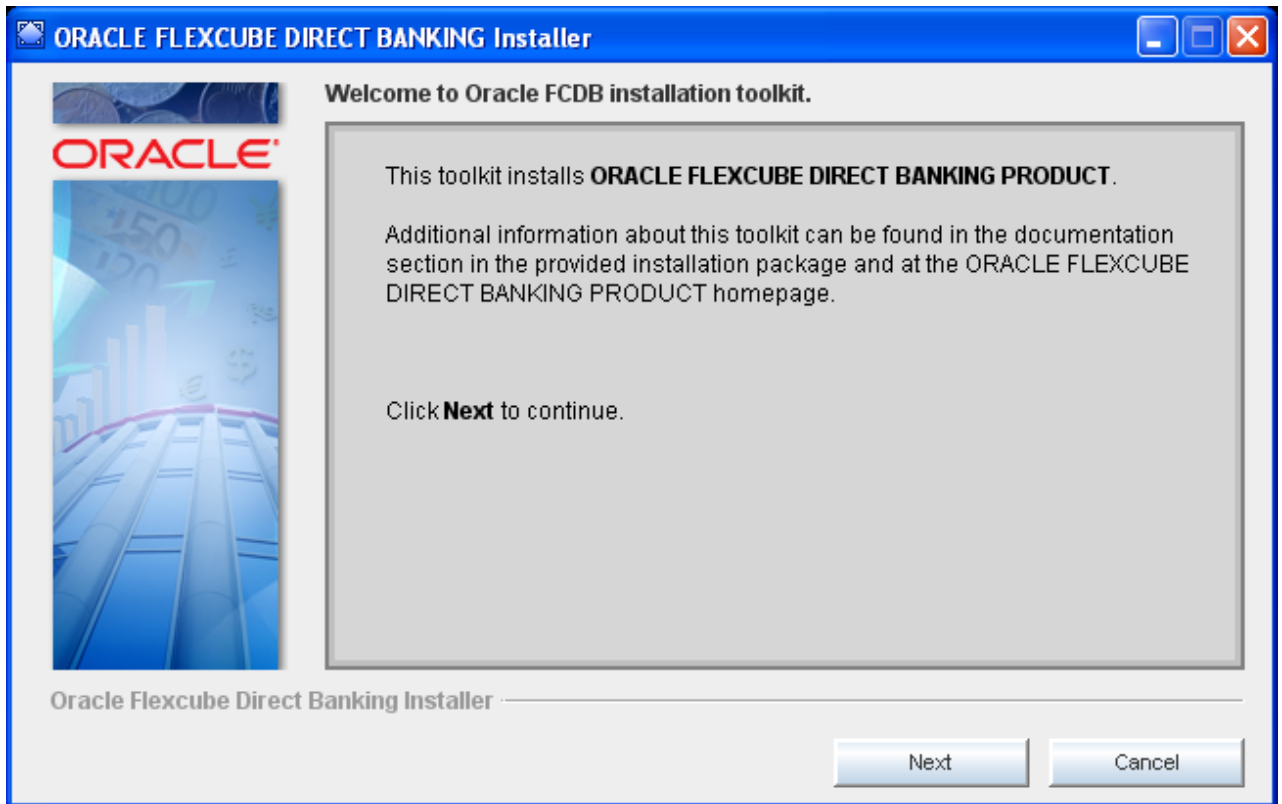 ORACLE FLEXCUBE DIRECT BANKING Installer
Welcome to Oracle FCDB installation toolkit.
ORACLE
This toolkit installs ORACLE FLEXCUBE DIRECT BANKING PRODUCT.
Additional information about this toolkit can be found in the documentation
section in the provided installation package and at the ORACLE FLEXCUBE
DIRECT BANKING PRODUCT homepage.
Click Next to continue.
Oracle Flexcube Direct Banking Installer
Next
Cancel